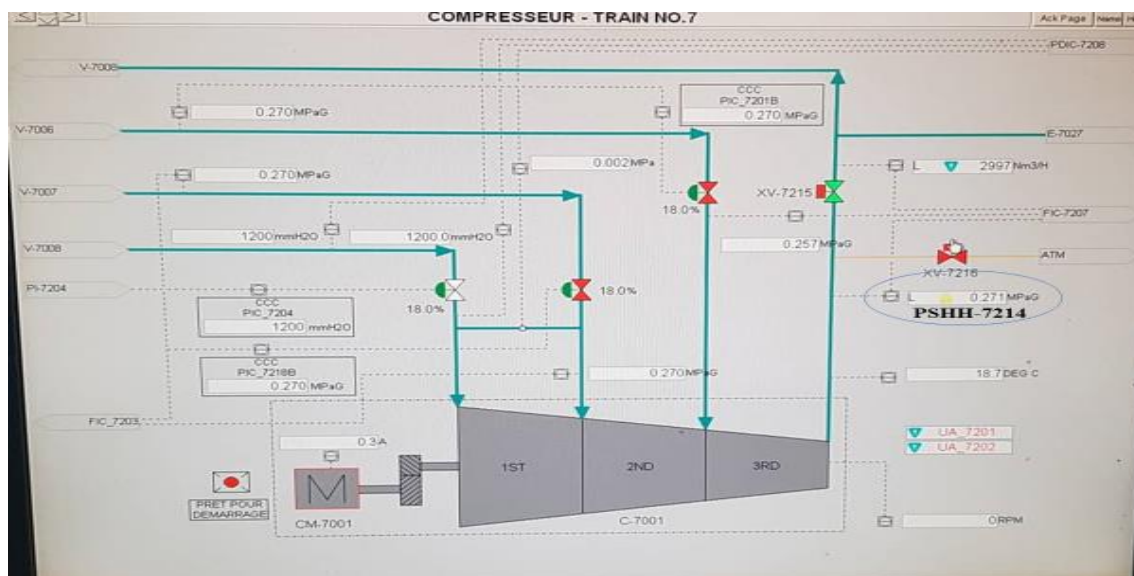 COMPRESSEUR - TRAIN NO.7
Ack Page
Name
PDIC-7208
V-7008
CCC
PIC_7201B
0.270 MPaG
0.270 MPaG
V-7006
E-7027
0.002 MPa
L 2997 Nm3/H
0.270 MPaG
V-7007
XV-7215
18.0%
FIC-7207
1200 mmH2O
1200.0 mmH2O
0.257 MPaG
V-7008
ATM
XV-7216
PI-7204
18.0%
18.0%
L 0.271 MPaG
PSHH-7214
CCC
PIC_7204
1200 mmH2O
CCC
PIC_7218B
0.270 MPaG
0.270 MPaG
18.7 DEG C
FIC_7203
0.3 A
UA_7201
UA_7202
1ST
2ND
3RD
M
PRET POUR
DEMARRAGE
CM-7001
C-7001
0 RPM